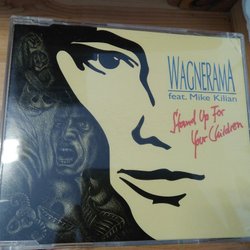 WAGNERAMA
feat. Mike Kilian
Stand Up For
Your Children